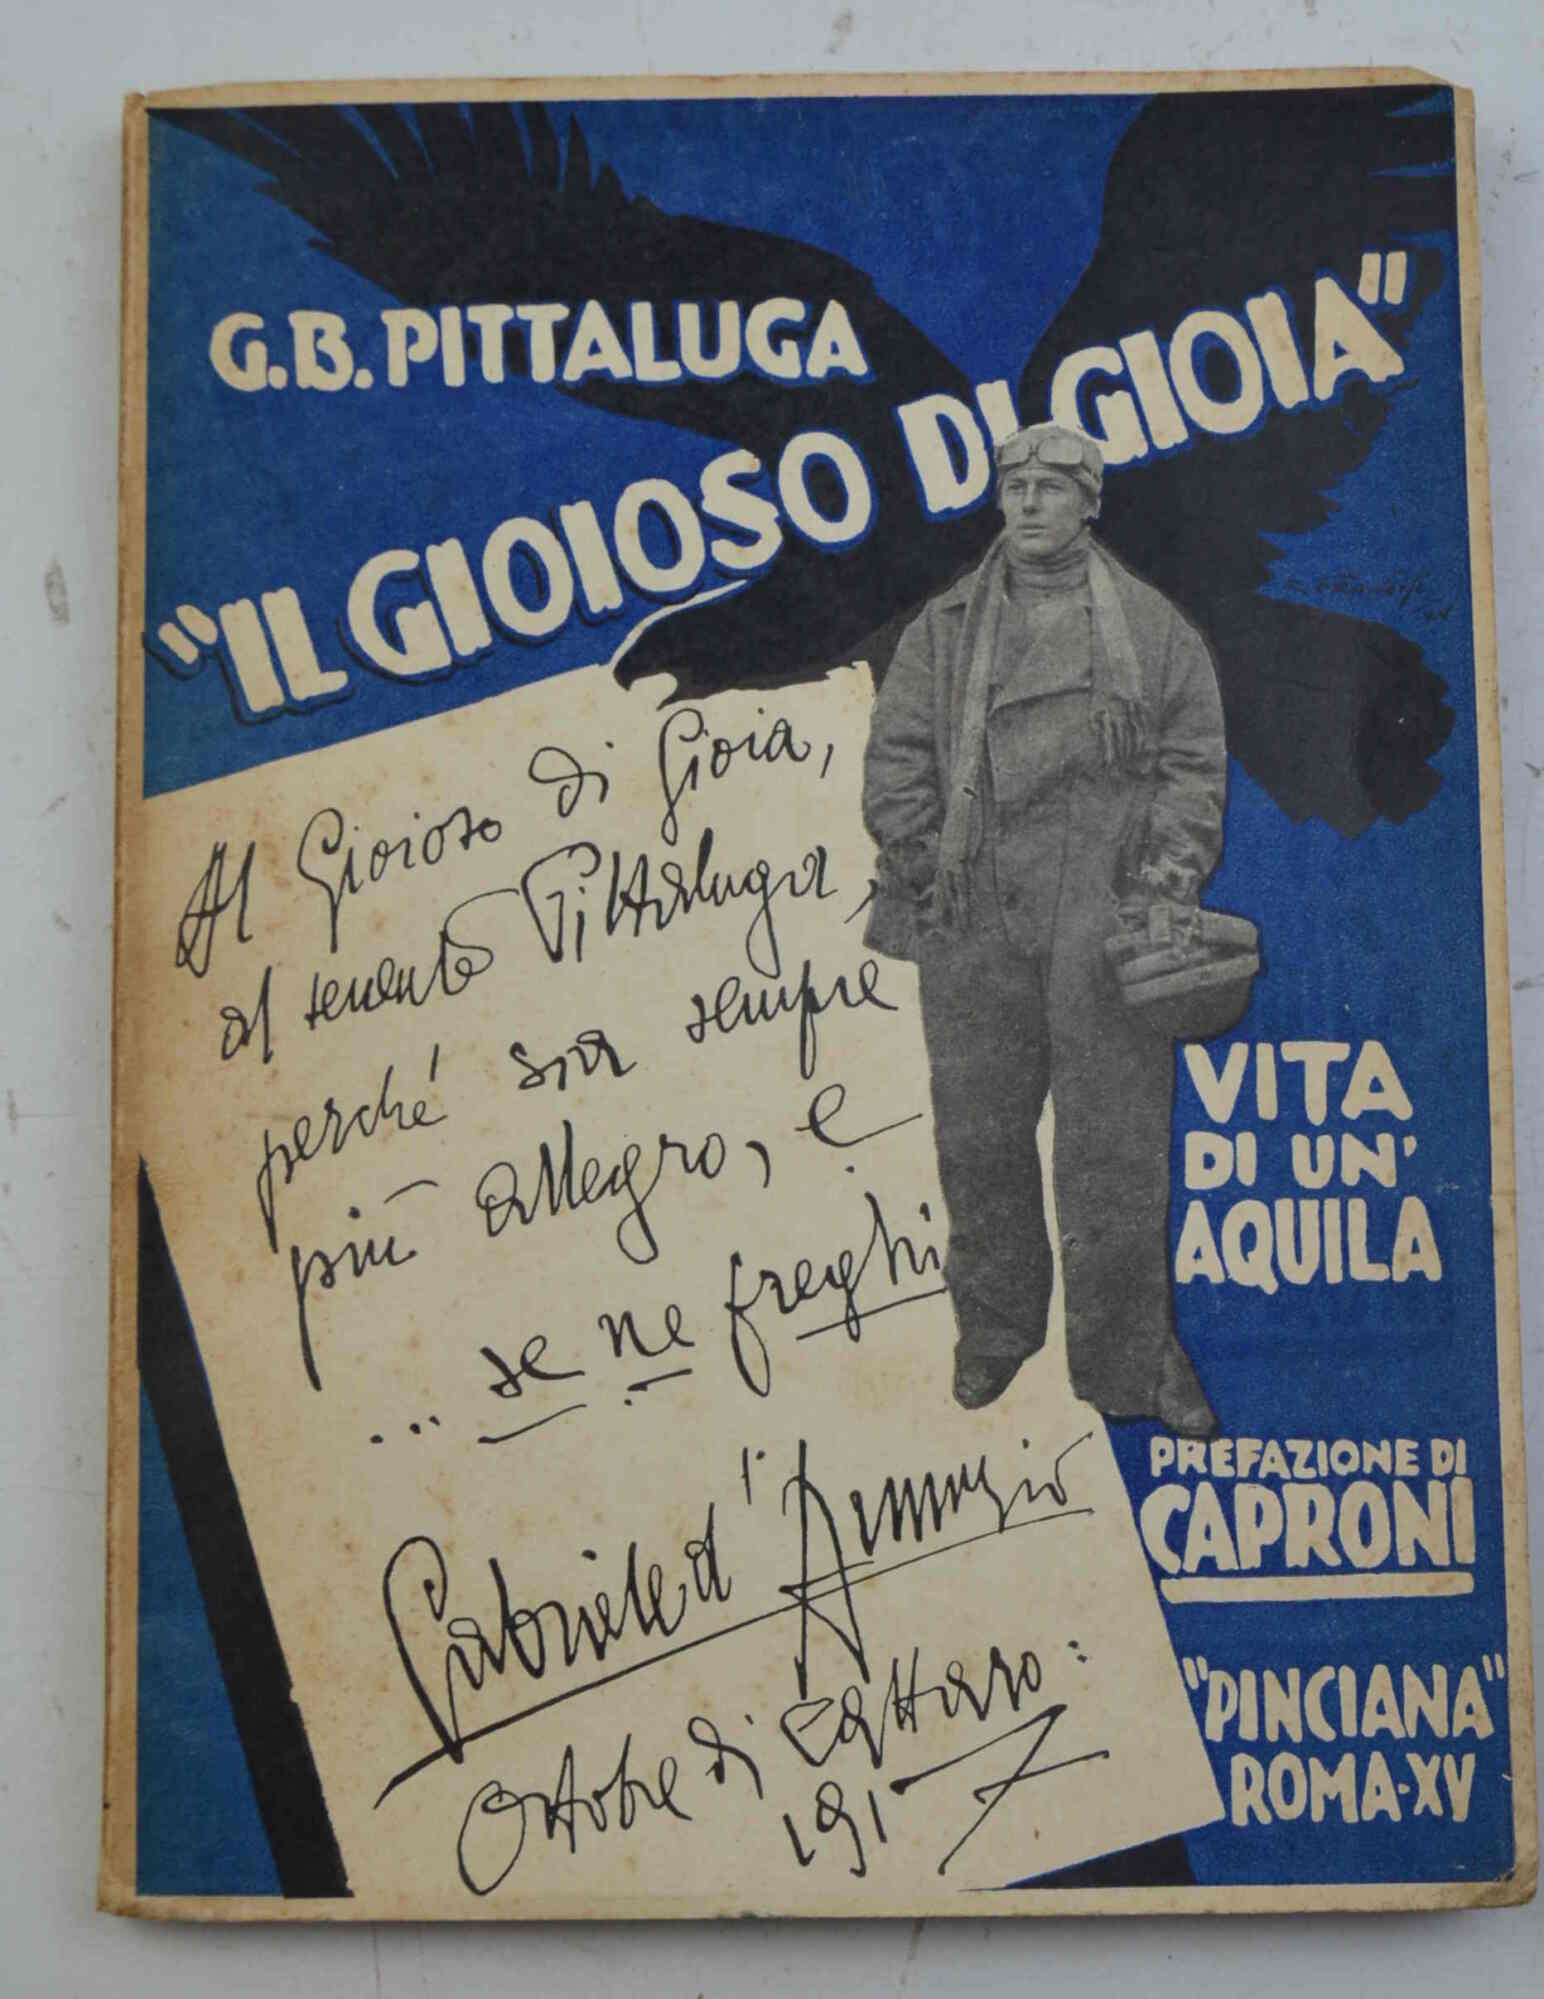 G.B. PITTALUGA
"IL GIOIOSO DI GIOIA"
Al Gioioso di Gioia,
al tenente Pittaluga,
perché sia sempre
più allegro, e
... se ne freghi
Gabriele d'Annunzio
Ottobre di Cattaro:
1917
VITA
DI UN'
AQUILA
PREFAZIONE DI
CAPRONI
"PINCIANA"
ROMA-XV